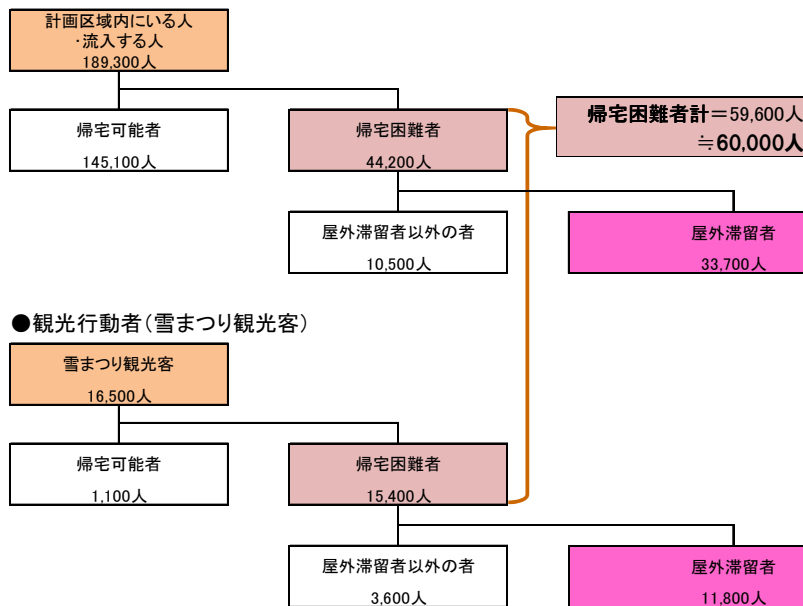 計画区域内にいる人
・流入する人
189,300人
帰宅可能者
145,100人
帰宅困難者
44,200人
帰宅困難者計＝59,600人
≒60,000人
屋外滞留者以外の者
10,500人
屋外滞留者
33,700人
●観光行動者（雪まつり観光客）
雪まつり観光客
16,500人
帰宅可能者
1,100人
帰宅困難者
15,400人
屋外滞留者以外の者
3,600人
屋外滞留者
11,800人